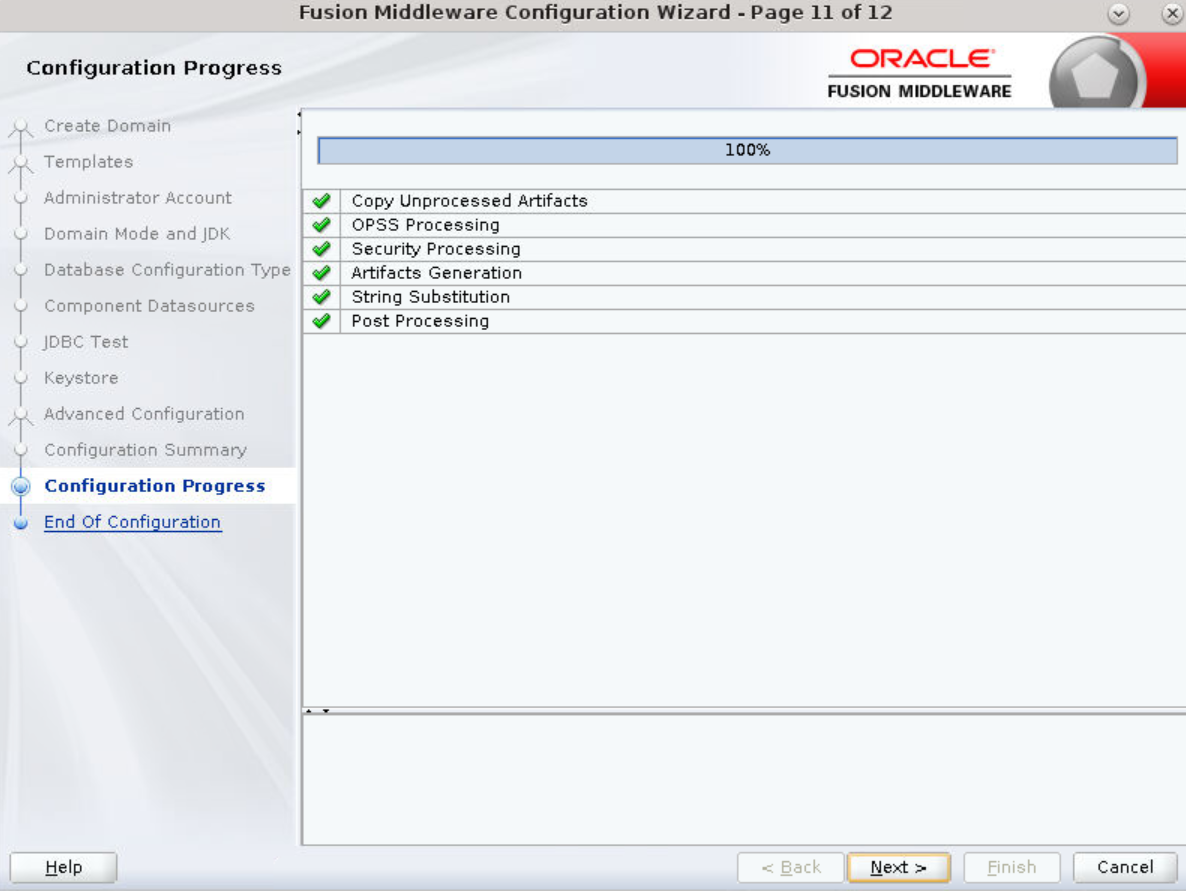 Fusion Middleware Configuration Wizard - Page 11 of 12
Configuration Progress
ORACLE
FUSION MIDDLEWARE
Create Domain
Templates
Administrator Account
Domain Mode and JDK
Database Configuration Type
Component Datasources
JDBC Test
Keystore
Advanced Configuration
Configuration Summary
Configuration Progress
End Of Configuration
100%
Copy Unprocessed Artifacts
OPSS Processing
Security Processing
Artifacts Generation
String Substitution
Post Processing
Help
< Back
Next >
Finish
Cancel